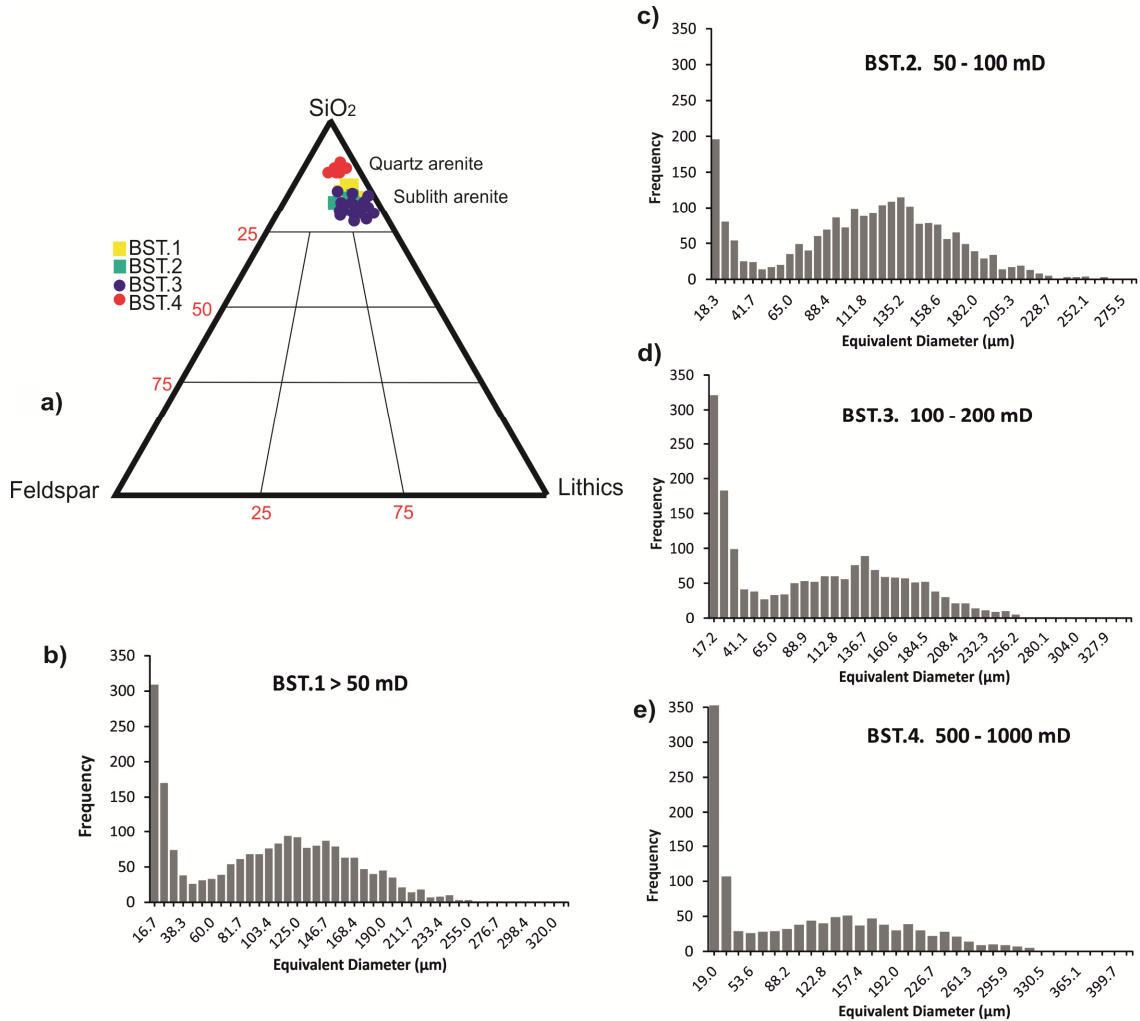 a)
SiO2
Quartz arenite
Sublith arenite
BST.1
BST.2
BST.3
BST.4
25
50
75
Feldspar
Lithics
25
75
b)
BST.1 > 50 mD
Frequency
350
300
250
200
150
100
50
0
16.7 38.3 60.0 81.7 103.4 125.0 146.7 168.4 190.0 211.7 233.4 255.0 276.7 298.4 320.0
Equivalent Diameter (µm)
c)
BST.2. 50 - 100 mD
Frequency
350
300
250
200
150
100
50
0
18.3 41.7 65.0 88.4 111.8 135.2 158.6 182.0 205.3 228.7 252.1 275.5
Equivalent Diameter (µm)
d)
BST.3. 100 - 200 mD
Frequency
350
300
250
200
150
100
50
0
17.2 41.1 65.0 88.9 112.8 136.7 160.6 184.5 208.4 232.3 256.2 280.1 304.0 327.9
Equivalent Diameter (µm)
e)
BST.4. 500 - 1000 mD
Frequency
350
300
250
200
150
100
50
0
19.0 53.6 88.2 122.8 157.4 192.0 226.7 261.3 295.9 330.5 365.1 399.7
Equivalent Diameter (µm)